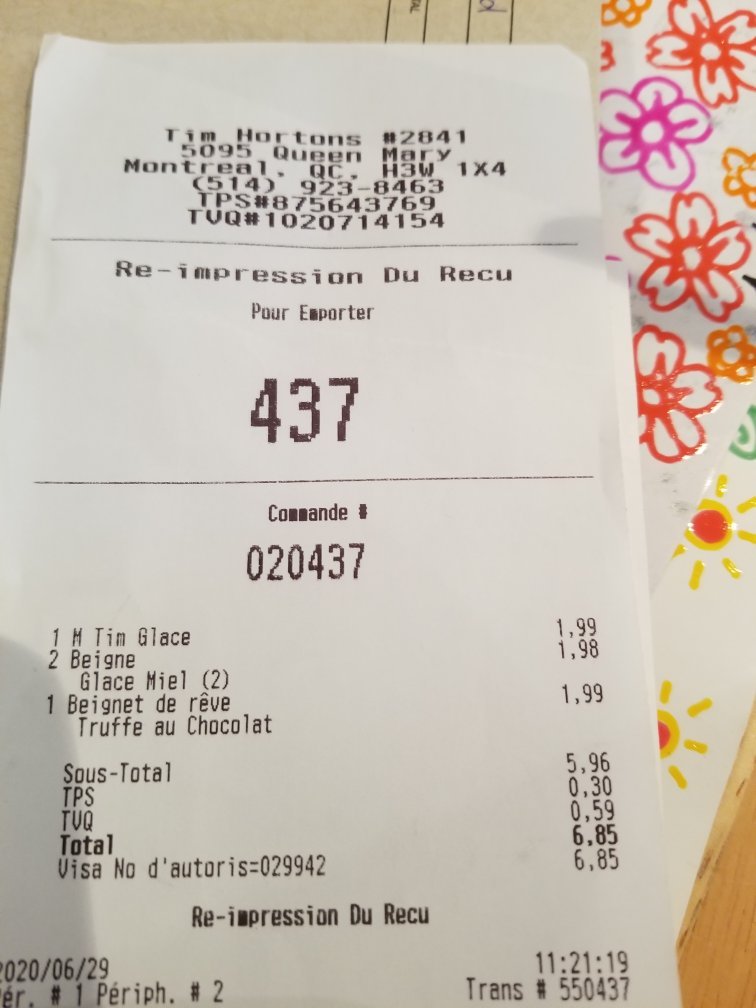 TAL
Tim Hortons #2841
5095 Queen Mary
Montreal, QC, H3W 1X4
(514) 923-8463
TPS#875643769
TVQ#1020714154
Re-impression Du Recu
Pour Emporter
437
Commande #
020437
1 M Tim Glace 1,99
2 Beigne 1,98
Glace Miel (2)
1 Beignet de rêve 1,99
Truffe au Chocolat
Sous-Total 5,96
TPS 0,30
TVQ 0,59
Total 6,85
Visa No d'autoris=029942 6,85
Re-impression Du Recu
2020/06/29 11:21:19
Pér. # 1 Périph. # 2 Trans # 550437